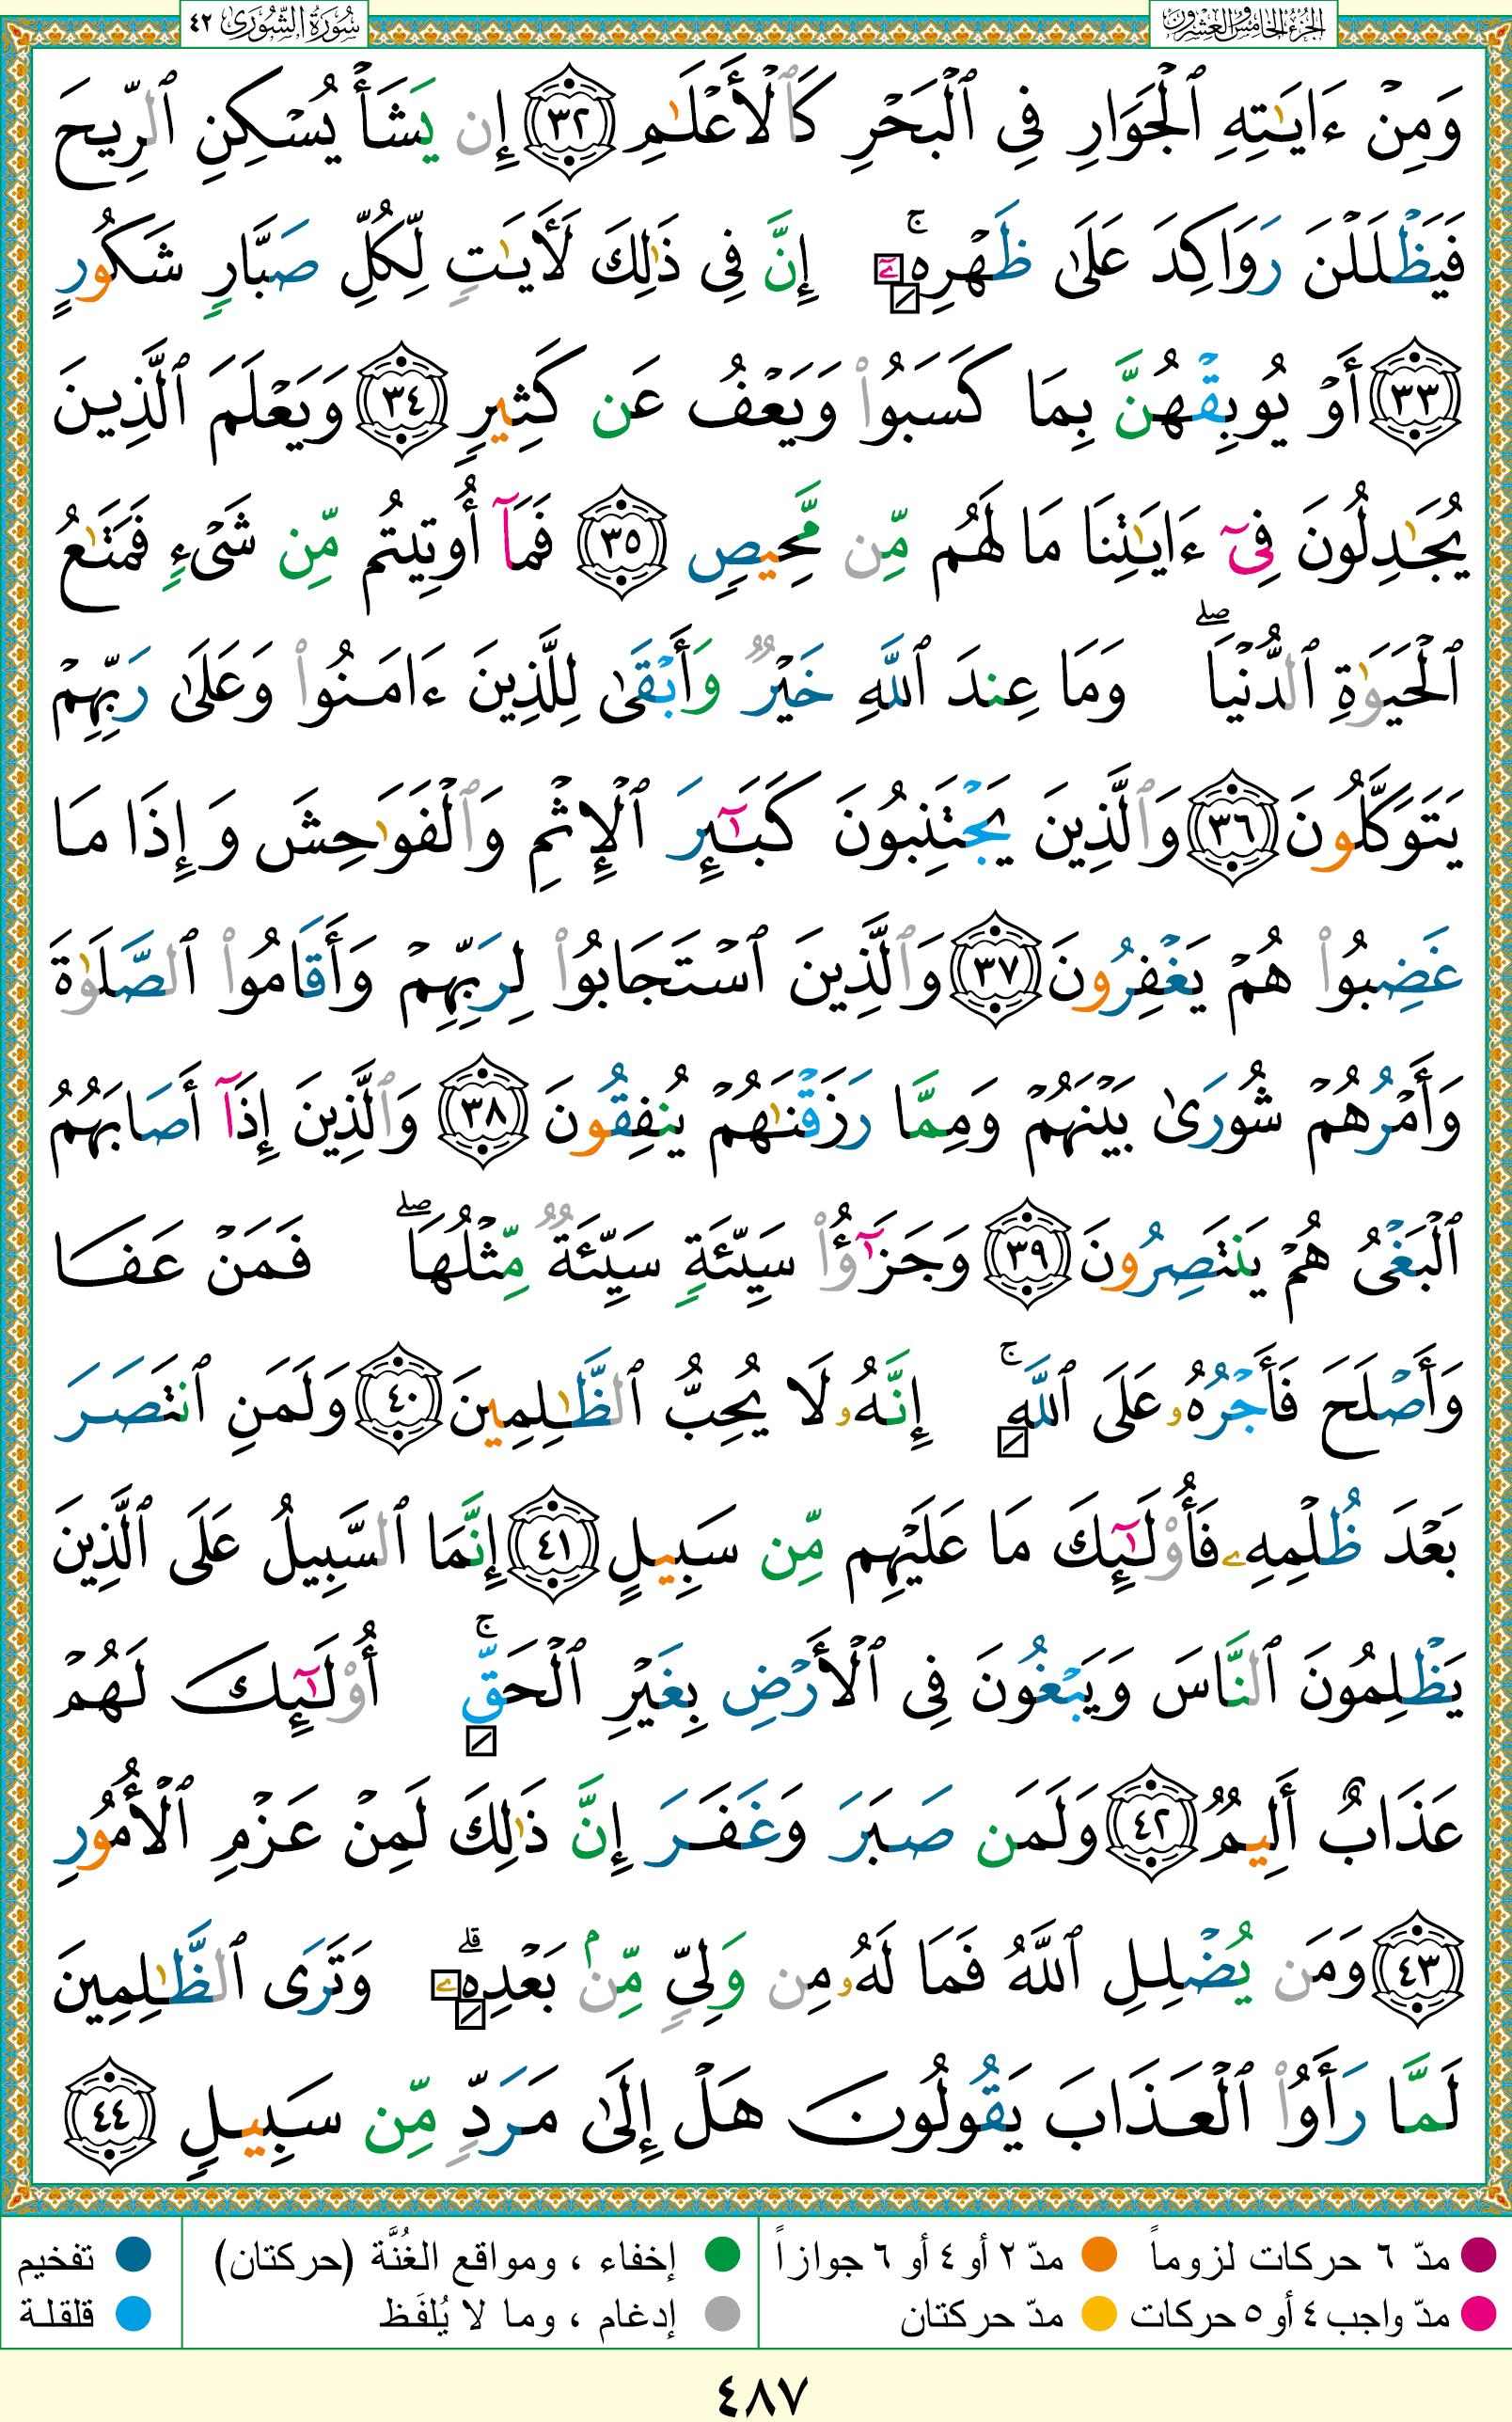 سُورَةُ الشُّورَىٰ ٤٢
الجُزْءُ الخَامِسُ وَالعِشْرُونَ
وَمِنْ ءَايَـٰتِهِ ٱلْجَوَارِ فِى ٱلْبَحْرِ كَٱلْأَعْلَـٰمِ ٣٢ إِن يَشَأْ يُسْكِنِ ٱلرِّيحَ
فَيَظْلَلْنَ رَوَاكِدَ عَلَىٰ ظَهْرِهِۦٓ ۚ إِنَّ فِى ذَٰلِكَ لَـَٔايَـٰتٍ لِّكُلِّ صَبَّارٍ شَكُورٍ
٣٣ أَوْ يُوبِقْهُنَّ بِمَا كَسَبُوا۟ وَيَعْفُ عَن كَثِيرٍ ٣٤ وَيَعْلَمَ ٱلَّذِينَ
يُجَـٰدِلُونَ فِىٓ ءَايَـٰتِنَا مَا لَهُم مِّن مَّحِيصٍ ٣٥ فَمَآ أُوتِيتُم مِّن شَىْءٍ فَمَتَـٰعُ
ٱلْحَيَوٰةِ ٱلدُّنْيَا ۖ وَمَا عِندَ ٱللَّهِ خَيْرٌ وَأَبْقَىٰ لِلَّذِينَ ءَامَنُوا۟ وَعَلَىٰ رَبِّهِمْ
يَتَوَكَّلُونَ ٣٦ وَٱلَّذِينَ يَجْتَنِبُونَ كَبَـٰٓئِرَ ٱلْإِثْمِ وَٱلْفَوَٰحِشَ وَإِذَا مَا
غَضِبُوا۟ هُمْ يَغْفِرُونَ ٣٧ وَٱلَّذِينَ ٱسْتَجَابُوا۟ لِرَبِّهِمْ وَأَقَامُوا۟ ٱلصَّلَوٰةَ
وَأَمْرُهُمْ شُورَىٰ بَيْنَهُمْ وَمِمَّا رَزَقْنَـٰهُمْ يُنفِقُونَ ٣٨ وَٱلَّذِينَ إِذَآ أَصَابَهُمُ
ٱلْبَغْىُ هُمْ يَنتَصِرُونَ ٣٩ وَجَزَٰٓؤُا۟ سَيِّئَةٍ سَيِّئَةٌ مِّثْلُهَا ۖ فَمَنْ عَفَا
وَأَصْلَحَ فَأَجْرُهُۥ عَلَى ٱللَّهِ ۚ إِنَّهُۥ لَا يُحِبُّ ٱلظَّـٰلِمِينَ ٤٠ وَلَمَنِ ٱنتَصَرَ
بَعْدَ ظُلْمِهِۦ فَأُو۟لَـٰٓئِكَ مَا عَلَيْهِم مِّن سَبِيلٍ ٤١ إِنَّمَا ٱلسَّبِيلُ عَلَى ٱلَّذِينَ
يَظْلِمُونَ ٱلنَّاسَ وَيَبْغُونَ فِى ٱلْأَرْضِ بِغَيْرِ ٱلْحَقِّ ۚ أُو۟لَـٰٓئِكَ لَهُمْ
عَذَابٌ أَلِيمٌ ٤٢ وَلَمَن صَبَرَ وَغَفَرَ إِنَّ ذَٰلِكَ لَمِنْ عَزْمِ ٱلْأُمُورِ
٤٣ وَمَن يُضْلِلِ ٱللَّهُ فَمَا لَهُۥ مِن وَلِىٍّ مِّنۢ بَعْدِهِۦ ۗ وَتَرَى ٱلظَّـٰلِمِينَ
لَمَّا رَأَوُا۟ ٱلْعَذَابَ يَقُولُونَ هَلْ إِلَىٰ مَرَدٍّ مِّن سَبِيلٍ ٤٤
مدّ ٦ حركات لزوماً مدّ ٢ أو ٤ أو ٦ جوازاً إخفاء ، ومواقع الغُنَّة (حركتان) تفخيم
مدّ واجب ٤ أو ٥ حركات مدّ حركتان إدغام ، وما لا يُلفَظ قلقلة
٤٨٧